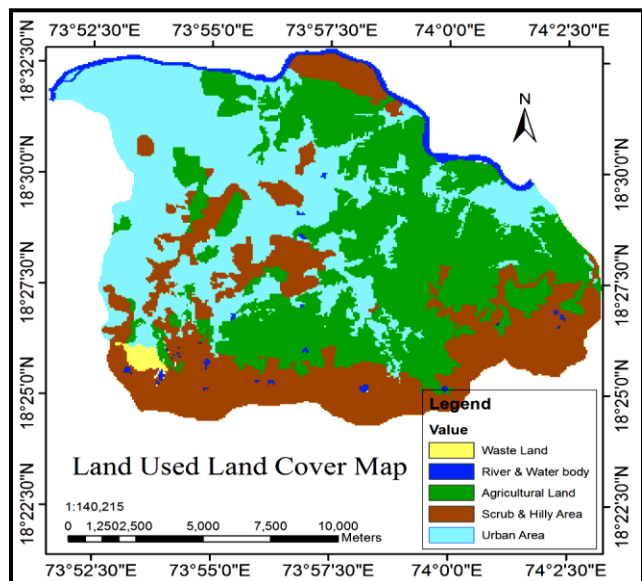 73°52'30"E 73°55'0"E 73°57'30"E 74°0'0"E 74°2'30"E
18°32'30"N
18°30'0"N 18°30'0"N
18°27'30"N 18°27'30"N
18°25'0"N 18°25'0"N
18°22'30"N 18°22'30"N
N
Legend
Value
Waste Land
River & Water body
Agricultural Land
Scrub & Hilly Area
Urban Area
Land Used Land Cover Map
1:140,215
0 1,250 2,500 5,000 7,500 10,000
Meters
73°52'30"E 73°55'0"E 73°57'30"E 74°0'0"E 74°2'30"E